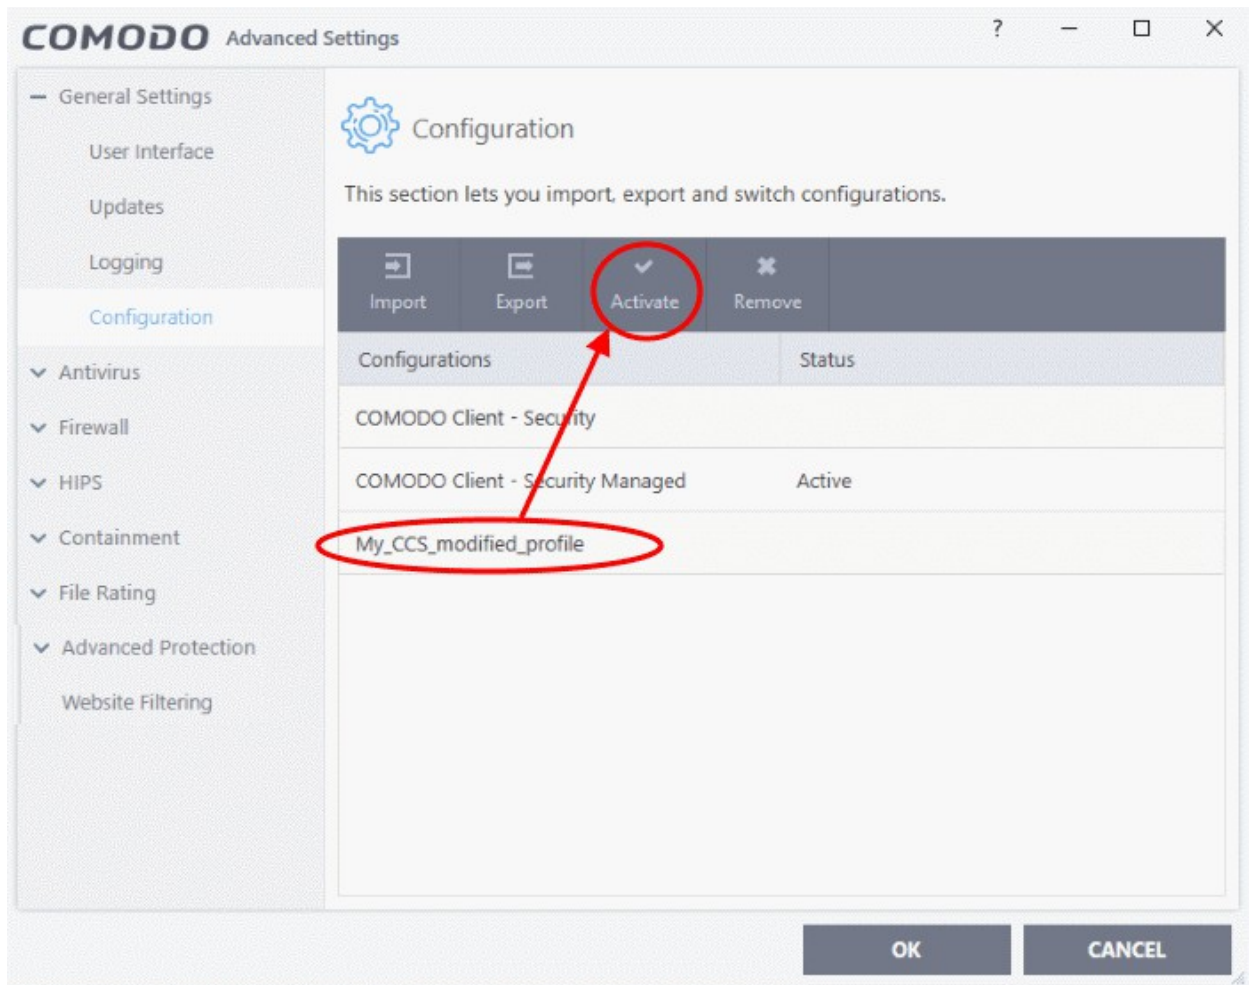 COMODO Advanced Settings
?
General Settings
User Interface
Updates
Logging
Configuration
Antivirus
Firewall
HIPS
Containment
File Rating
Advanced Protection
Website Filtering
Configuration
This section lets you import, export and switch configurations.
Import Export Activate Remove
Configurations Status
COMODO Client - Security
COMODO Client - Security Managed Active
My_CCS_modified_profile
OK CANCEL